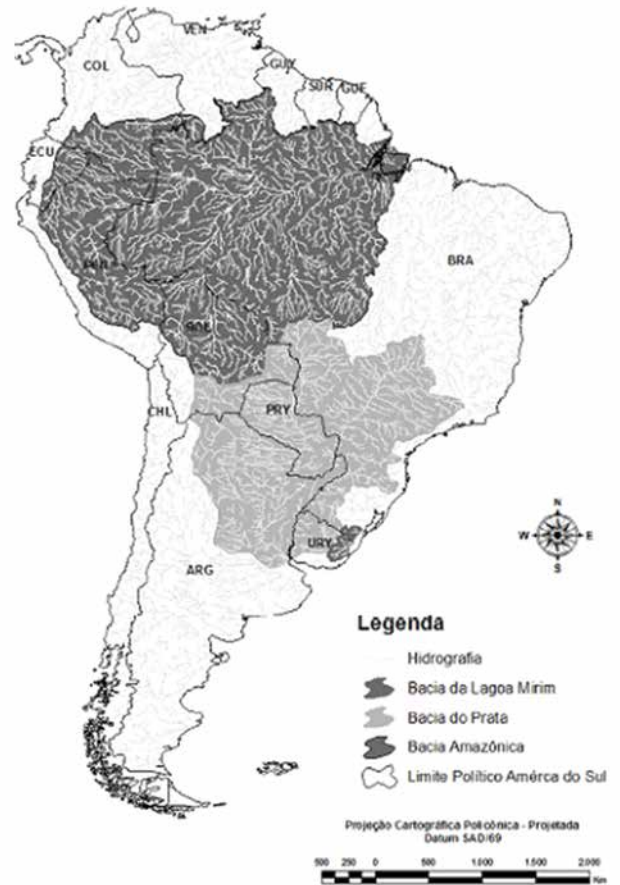 VEN
COL
GUY
SUR
GUF
ECU
BRA
PER
BOL
CHL
PRY
URY
ARG
N
W
E
S
Legenda
Hidrografia
Bacia da Lagoa Mirim
Bacia do Prata
Bacia Amazônica
Limite Político Amérca do Sul
Projeção Cartográfica Policônica - Projetada
Datum SAD/69
500 250 0 500 1.000 1.500 2.000
Km